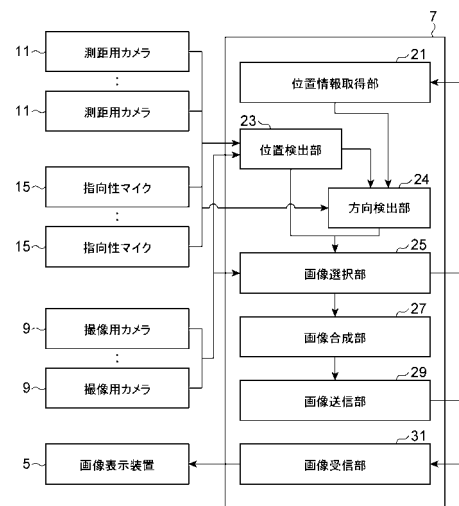 7
11 測距用カメラ
:
11 測距用カメラ
15 指向性マイク
:
15 指向性マイク
9 撮像用カメラ
:
9 撮像用カメラ
5 画像表示装置
21
位置情報取得部
23
位置検出部
24
方向検出部
25
画像選択部
27
画像合成部
29
画像送信部
31
画像受信部